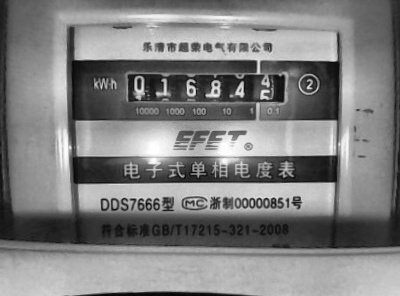 乐清市超荣电气有限公司
kWh 0 1 6 8 4 4 5 ②
10000 1000 100 10 1 0.1
EFET ®
电子式单相电度表
DDS7666型 MC 浙制00000851号
符合标准GB/T17215-321-2008